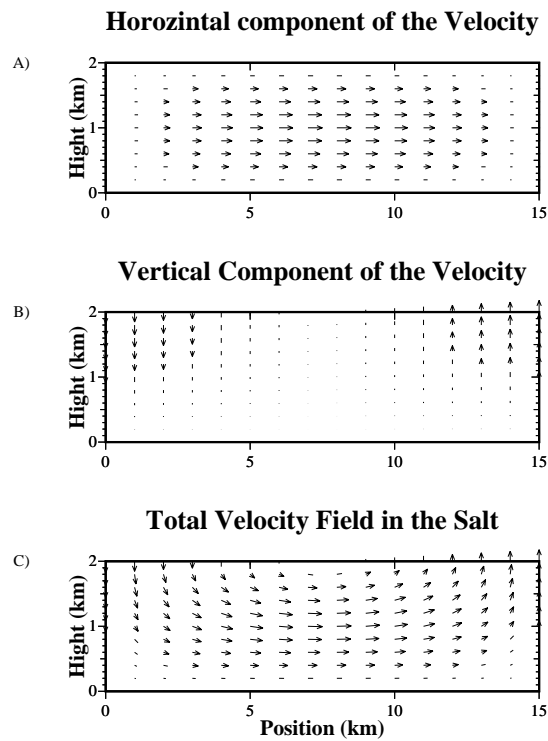 Horozintal component of the Velocity
A)
2
1
0
Hight (km)
0 5 10 15
Vertical Component of the Velocity
B)
2
1
0
Hight (km)
0 5 10 15
Total Velocity Field in the Salt
C)
2
1
0
Hight (km)
0 5 10 15
Position (km)